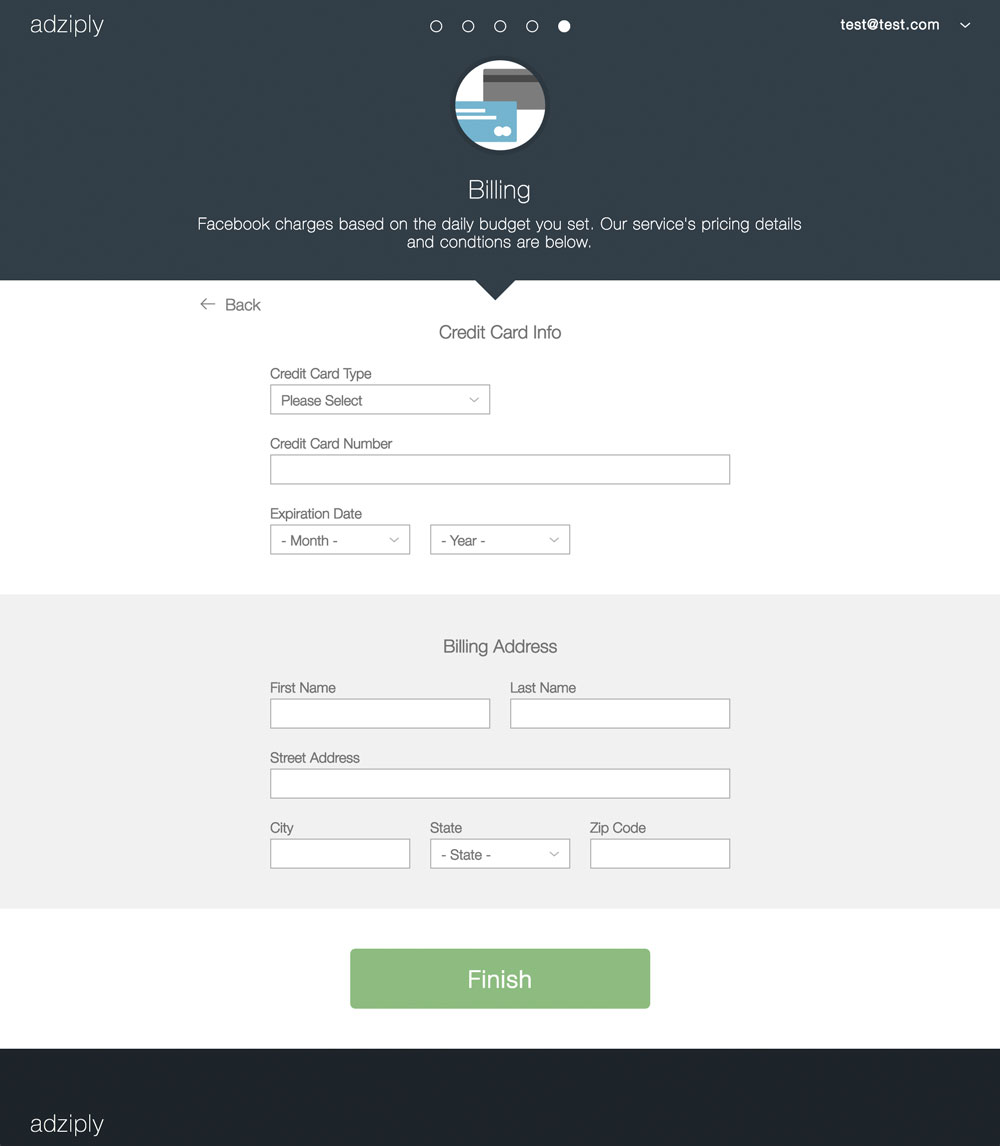 adziply
test@test.com
Billing
Facebook charges based on the daily budget you set. Our service's pricing details
and condtions are below.
Back
Credit Card Info
Credit Card Type
Please Select
Credit Card Number
Expiration Date
- Month - - Year -
Billing Address
First Name Last Name
Street Address
City State Zip Code
- State -
Finish
adziply